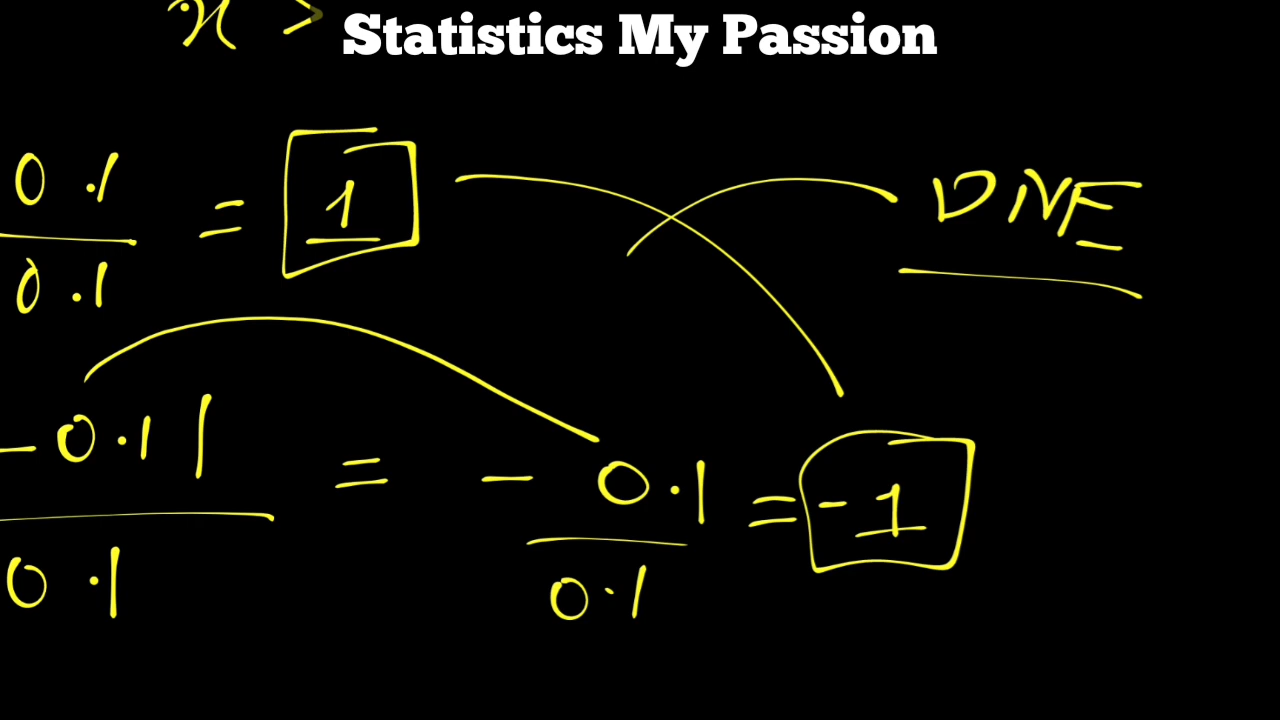 x >
Statistics My Passion
0.1 / 0.1 = 1
DNE
-0.1| / 0.1 = - 0.1 / 0.1 = -1